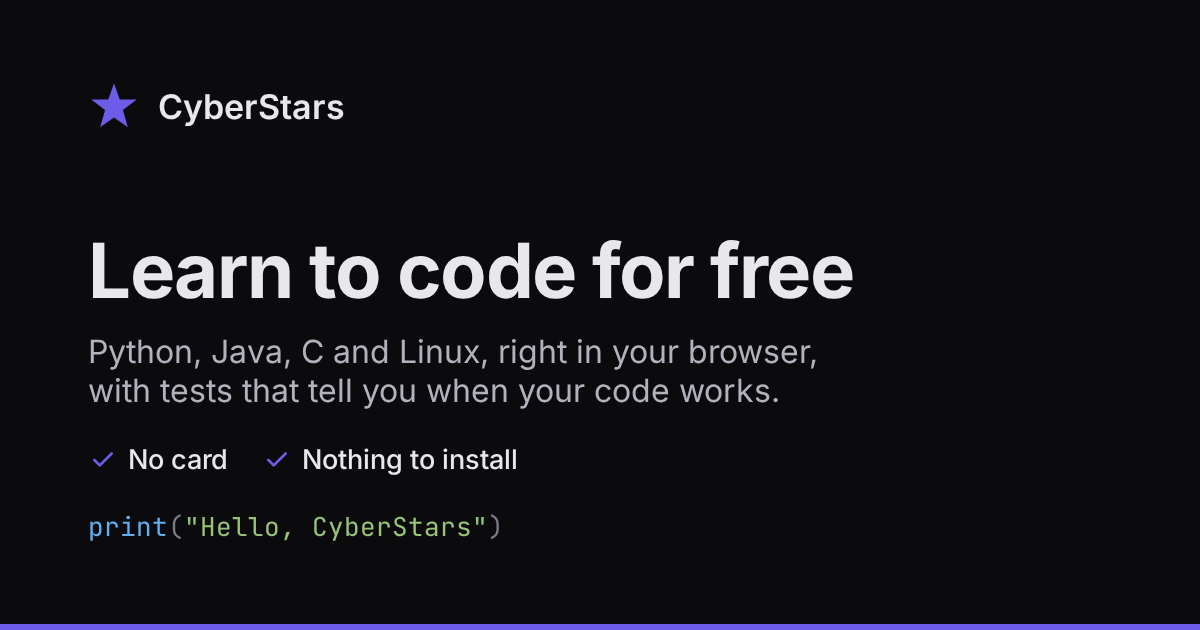 CyberStars
Learn to code for free
Python, Java, C and Linux, right in your browser,
with tests that tell you when your code works.
No card
Nothing to install
print("Hello, CyberStars")